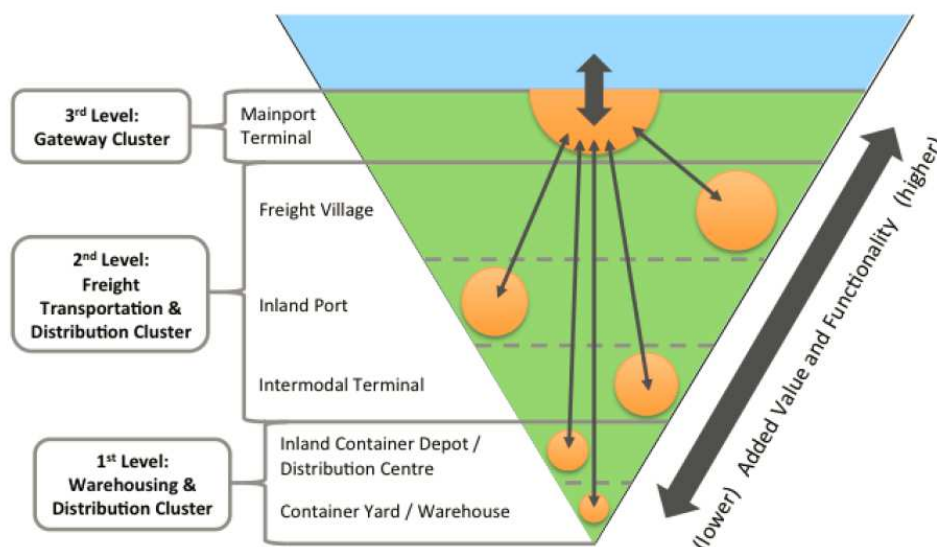 3rd Level:
Gateway Cluster
Mainport
Terminal
Freight Village
2nd Level:
Freight
Transportation &
Distribution Cluster
Inland Port
Intermodal Terminal
1st Level:
Warehousing &
Distribution Cluster
Inland Container Depot /
Distribution Centre
Container Yard / Warehouse
(lower) Added Value and Functionality (higher)